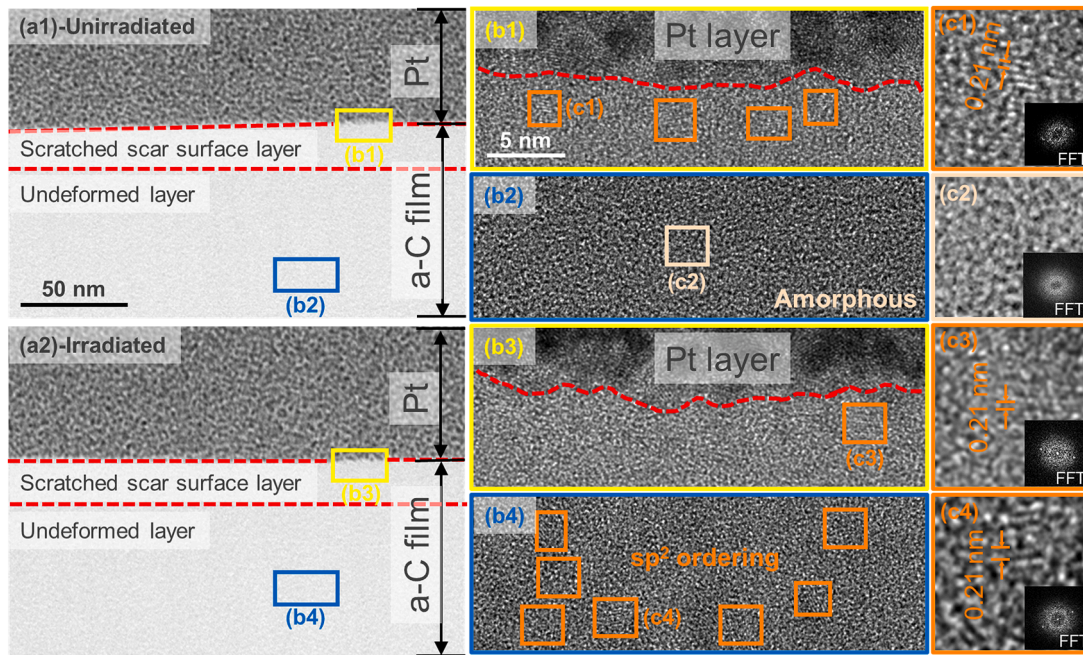 (a1)-Unirradiated
Pt
(b1)
Scratched scar surface layer
Undeformed layer
a-C film
50 nm
(b2)
(b1)
Pt layer
(c1)
5 nm
(b2)
(c2)
Amorphous
(c1)
0.21 nm
FFT
(c2)
FFT
(a2)-Irradiated
Pt
Scratched scar surface layer
(b3)
Undeformed layer
a-C film
(b4)
(b3)
Pt layer
(c3)
(b4)
sp² ordering
(c4)
(c3)
0.21 nm
FFT
(c4)
0.21 nm
FFT